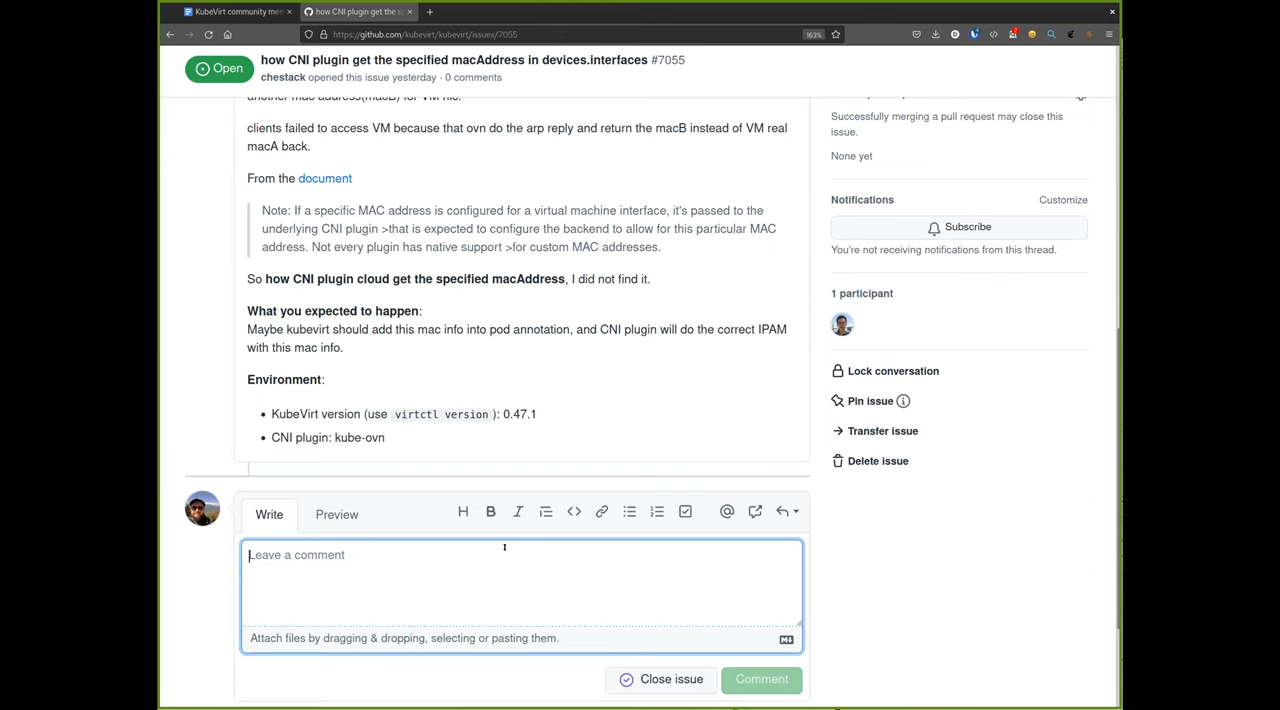 KubeVirt community mee
how CNI plugin get the sp
https://github.com/kubevirt/kubevirt/issues/7055
163%
Open
how CNI plugin get the specified macAddress in devices.interfaces #7055
chestack opened this issue yesterday · 0 comments
another mac address(macB) for VM nic.
clients failed to access VM because that ovn do the arp reply and return the macB instead of VM real
macA back.
From the document
Note: If a specific MAC address is configured for a virtual machine interface, it's passed to the
underlying CNI plugin >that is expected to configure the backend to allow for this particular MAC
address. Not every plugin has native support >for custom MAC addresses.
So how CNI plugin cloud get the specified macAddress, I did not find it.
What you expected to happen:
Maybe kubevirt should add this mac info into pod annotation, and CNI plugin will do the correct IPAM
with this mac info.
Environment:
• KubeVirt version (use virtctl version ): 0.47.1
• CNI plugin: kube-ovn
Write
Preview
Leave a comment
Attach files by dragging & dropping, selecting or pasting them.
Close issue
Comment
Successfully merging a pull request may close this
issue.
None yet
Notifications
Customize
Subscribe
You're not receiving notifications from this thread.
1 participant
Lock conversation
Pin issue
Transfer issue
Delete issue